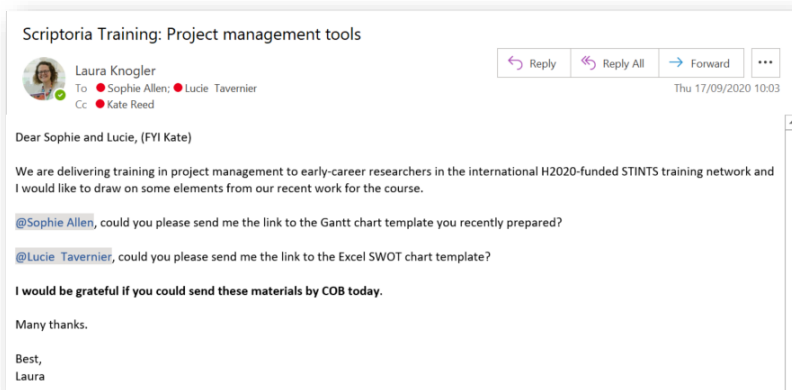 Scriptoria Training: Project management tools
Laura Knogler
To Sophie Allen; Lucie Tavernier
Cc Kate Reed
Reply
Reply All
Forward
...
Thu 17/09/2020 10:03
Dear Sophie and Lucie, (FYI Kate)
We are delivering training in project management to early-career researchers in the international H2020-funded STINTS training network and
I would like to draw on some elements from our recent work for the course.
@Sophie Allen, could you please send me the link to the Gantt chart template you recently prepared?
@Lucie Tavernier, could you please send me the link to the Excel SWOT chart template?
I would be grateful if you could send these materials by COB today.
Many thanks.
Best,
Laura